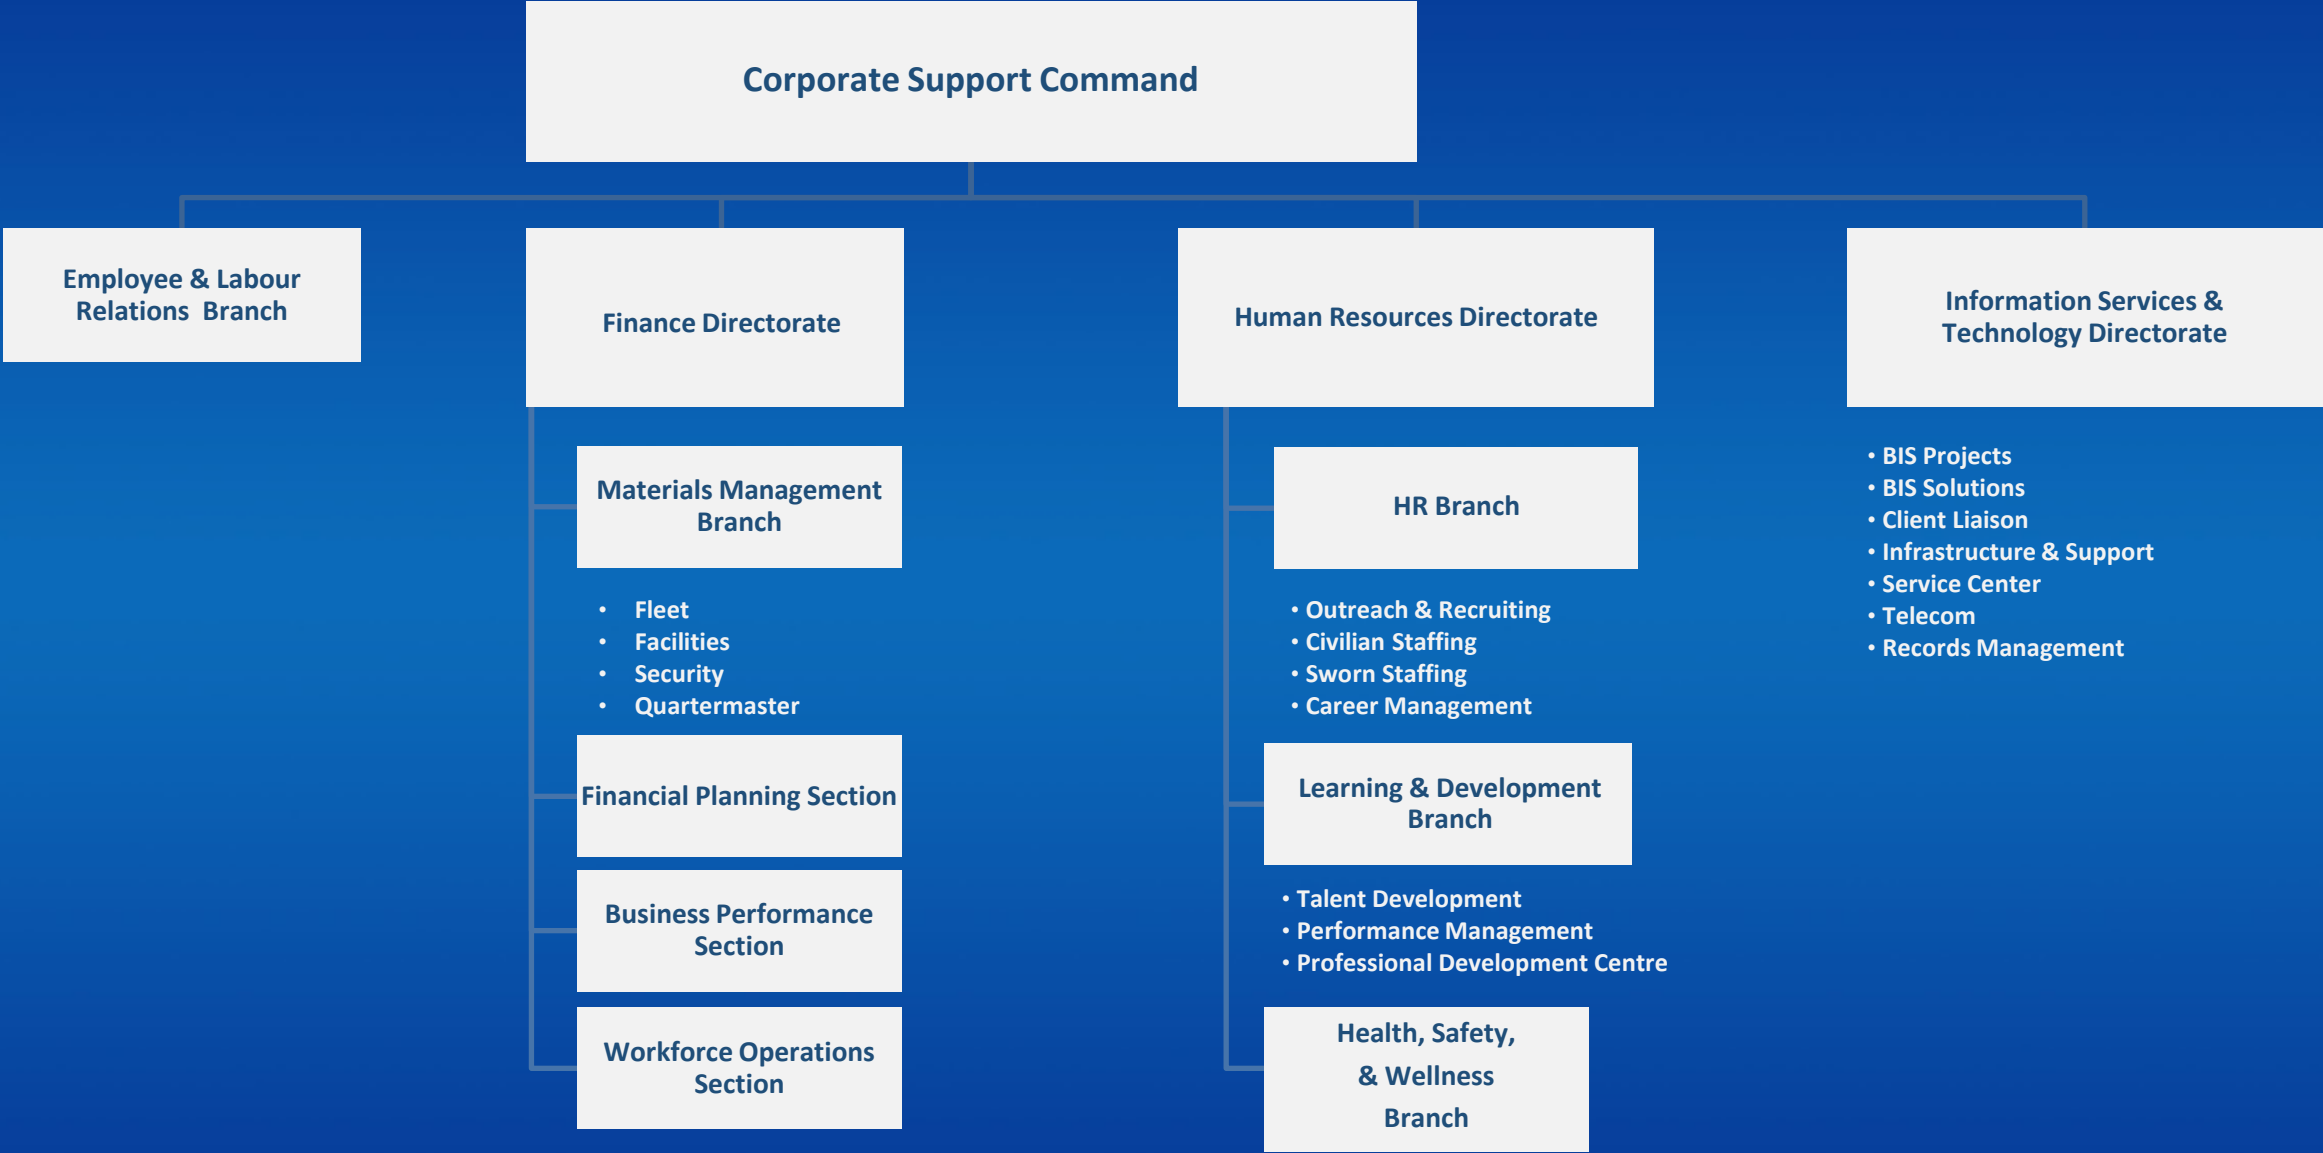 Corporate Support Command
Employee & Labour
Relations  Branch
Finance Directorate
Human Resources Directorate
Information Services &
Technology Directorate
Materials Management
Branch
• Fleet
• Facilities
• Security
• Quartermaster
Financial Planning Section
Business Performance
Section
Workforce Operations
Section
HR Branch
• Outreach & Recruiting
• Civilian Staffing
• Sworn Staffing
• Career Management
Learning & Development
Branch
• Talent Development
• Performance Management
• Professional Development Centre
Health, Safety,
& Wellness
Branch
• BIS Projects
• BIS Solutions
• Client Liaison
• Infrastructure & Support
• Service Center
• Telecom
• Records Management